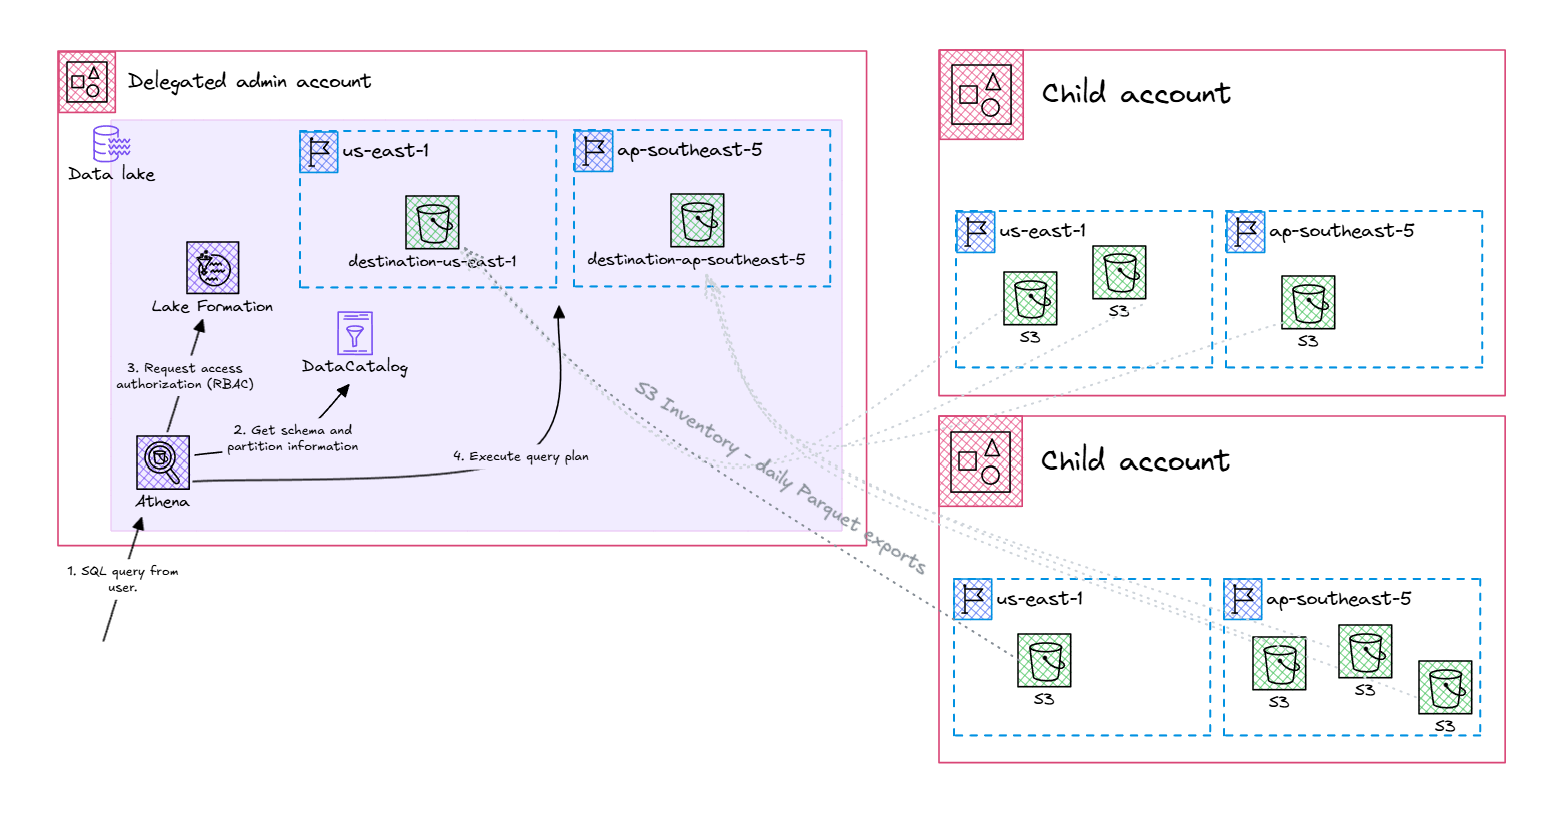 Delegated admin account
Data lake
us-east-1
destination-us-east-1
ap-southeast-5
destination-ap-southeast-5
Lake Formation
DataCatalog
3. Request access
authorization (RBAC)
2. Get schema and
partition information
4. Execute query plan
Athena
1. SQL query from
user.
S3 Inventory - daily Parquet exports
Child account
us-east-1
S3
S3
ap-southeast-5
S3
Child account
us-east-1
S3
ap-southeast-5
S3
S3
S3